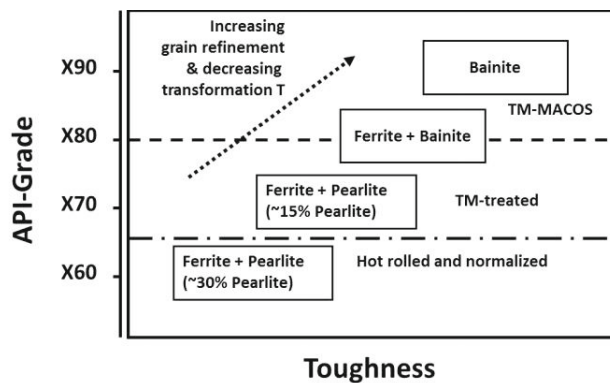 Increasing
grain refinement
& decreasing
transformation T
X90
Bainite
TM-MACOS
X80
Ferrite + Bainite
Ferrite + Pearlite
(~15% Pearlite)
TM-treated
X70
Ferrite + Pearlite
(~30% Pearlite)
Hot rolled and normalized
X60
API-Grade
Toughness